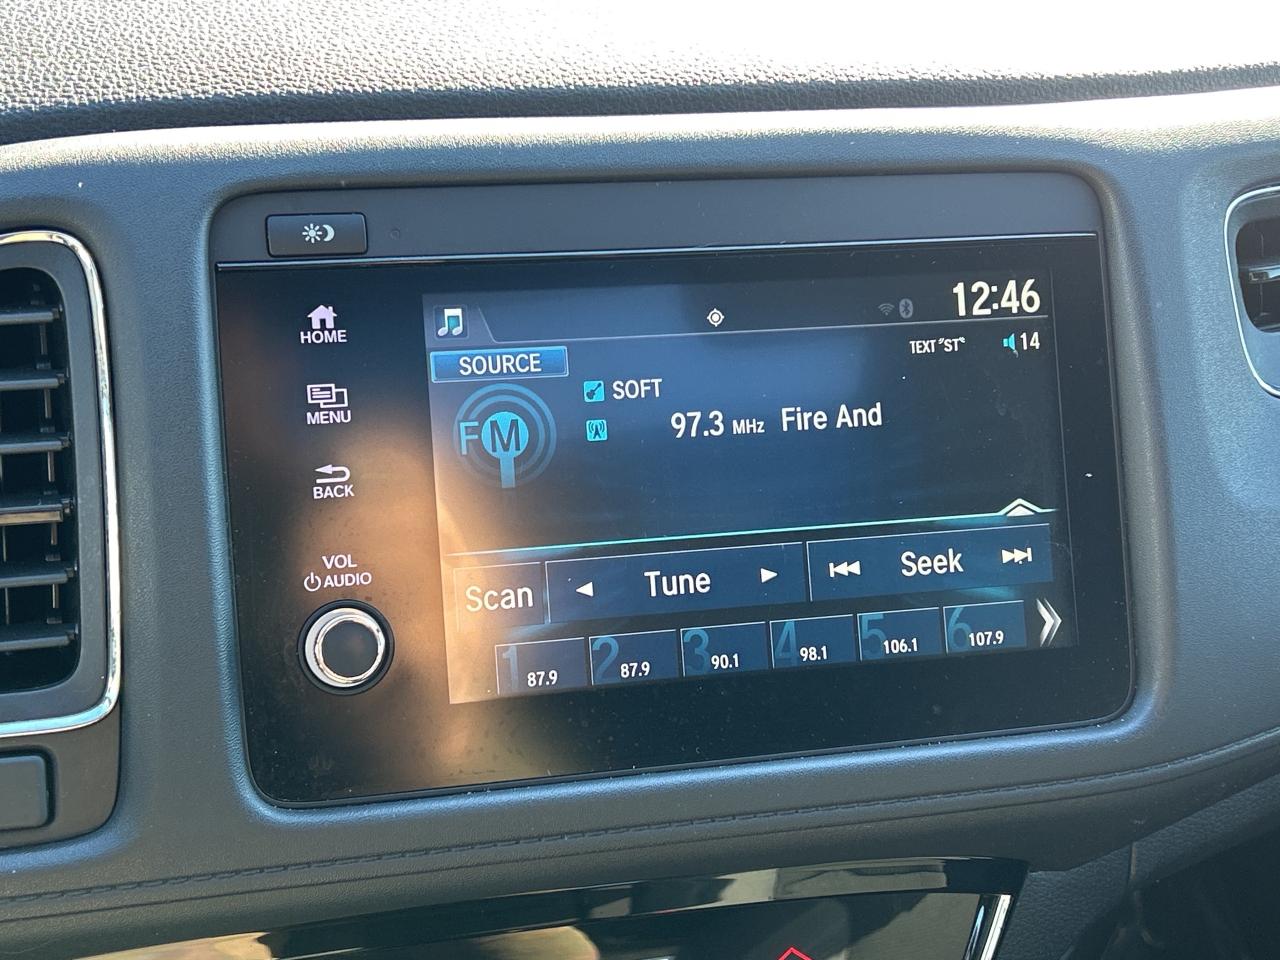 12:46
HOME
SOURCE
TEXT "ST"
14
MENU
FM
SOFT
97.3 MHz Fire And
BACK
VOL
AUDIO
Scan
Tune
Seek
1 87.9
2 87.9
3 90.1
4 98.1
5 106.1
6 107.9